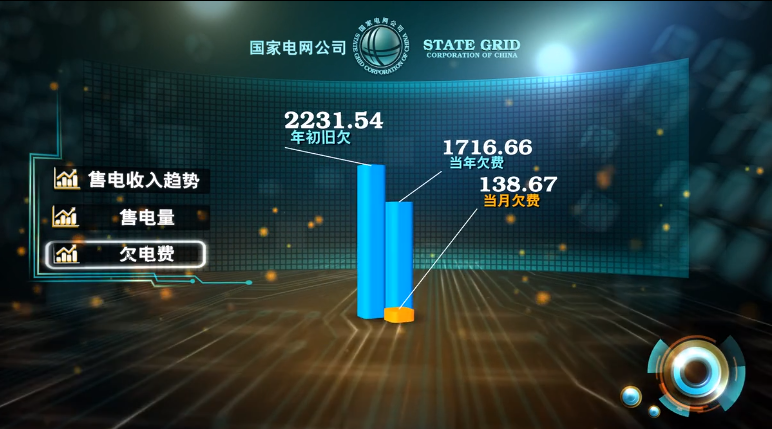 国家电网公司
国家电网公司
STATE GRID CORPORATION OF CHINA
STATE GRID
CORPORATION OF CHINA
2231.54
年初旧欠
1716.66
当年欠费
138.67
当月欠费
售电收入趋势
售电量
欠电费